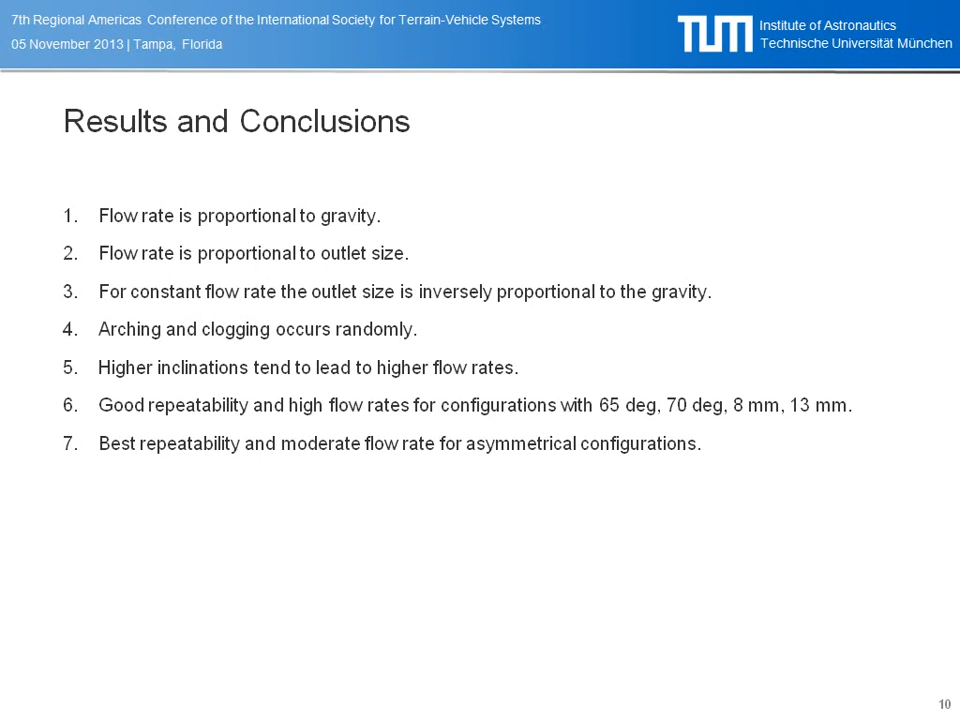 7th Regional Americas Conference of the International Society for Terrain-Vehicle Systems
05 November 2013 | Tampa, Florida
TUM
Institute of Astronautics
Technische Universität München
Results and Conclusions
1. Flow rate is proportional to gravity.
2. Flow rate is proportional to outlet size.
3. For constant flow rate the outlet size is inversely proportional to the gravity.
4. Arching and clogging occurs randomly.
5. Higher inclinations tend to lead to higher flow rates.
6. Good repeatability and high flow rates for configurations with 65 deg, 70 deg, 8 mm, 13 mm.
7. Best repeatability and moderate flow rate for asymmetrical configurations.
10